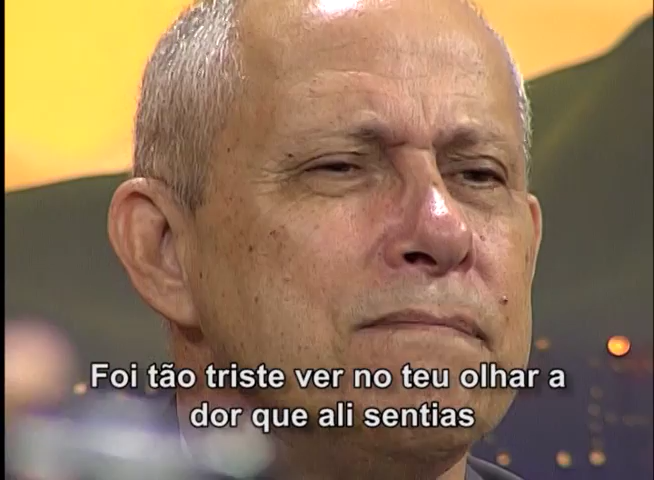 Foi tão triste ver no teu olhar a
dor que ali sentias